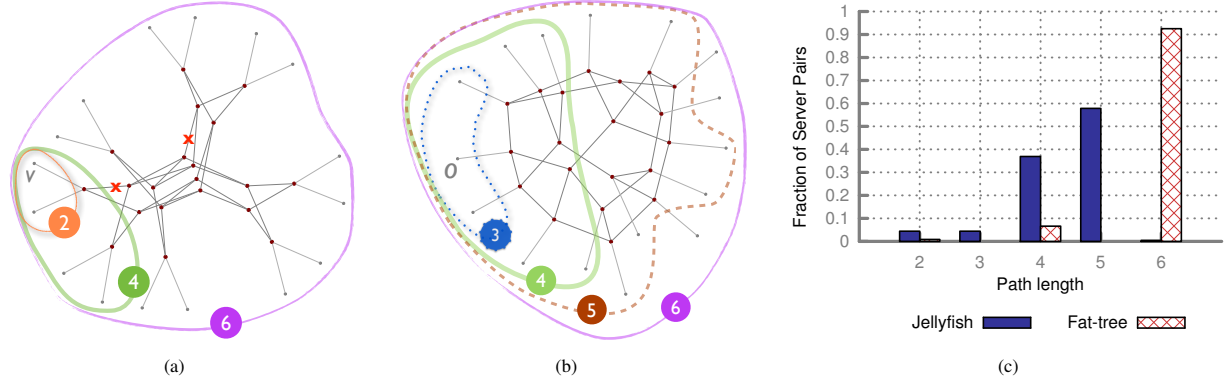 v
x
x
2
4
6
(a)
o
3
4
5
6
(b)
Fraction of Server Pairs
1
0.9
0.8
0.7
0.6
0.5
0.4
0.3
0.2
0.1
0
2 3 4 5 6
Path length
Jellyfish Fat-tree
(c)